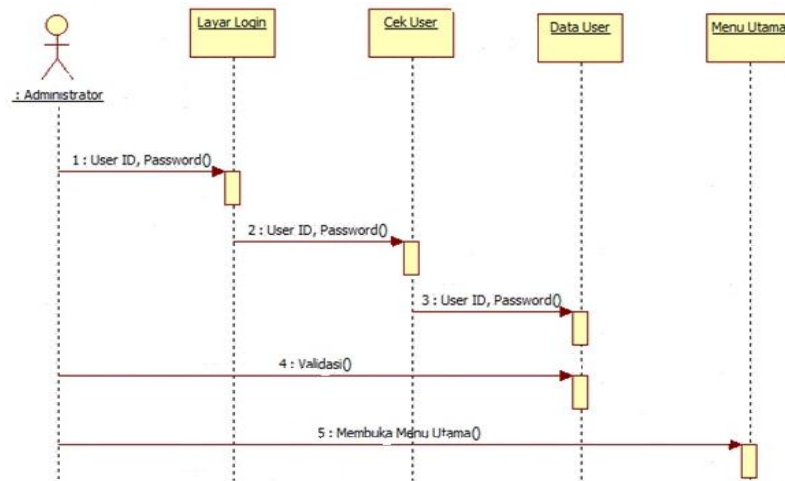 Layar Login
Cek User
Data User
Menu Utama
: Administrator
1 : User ID, Password()
2 : User ID, Password()
3 : User ID, Password()
4 : Validasi()
5 : Membuka Menu Utama()